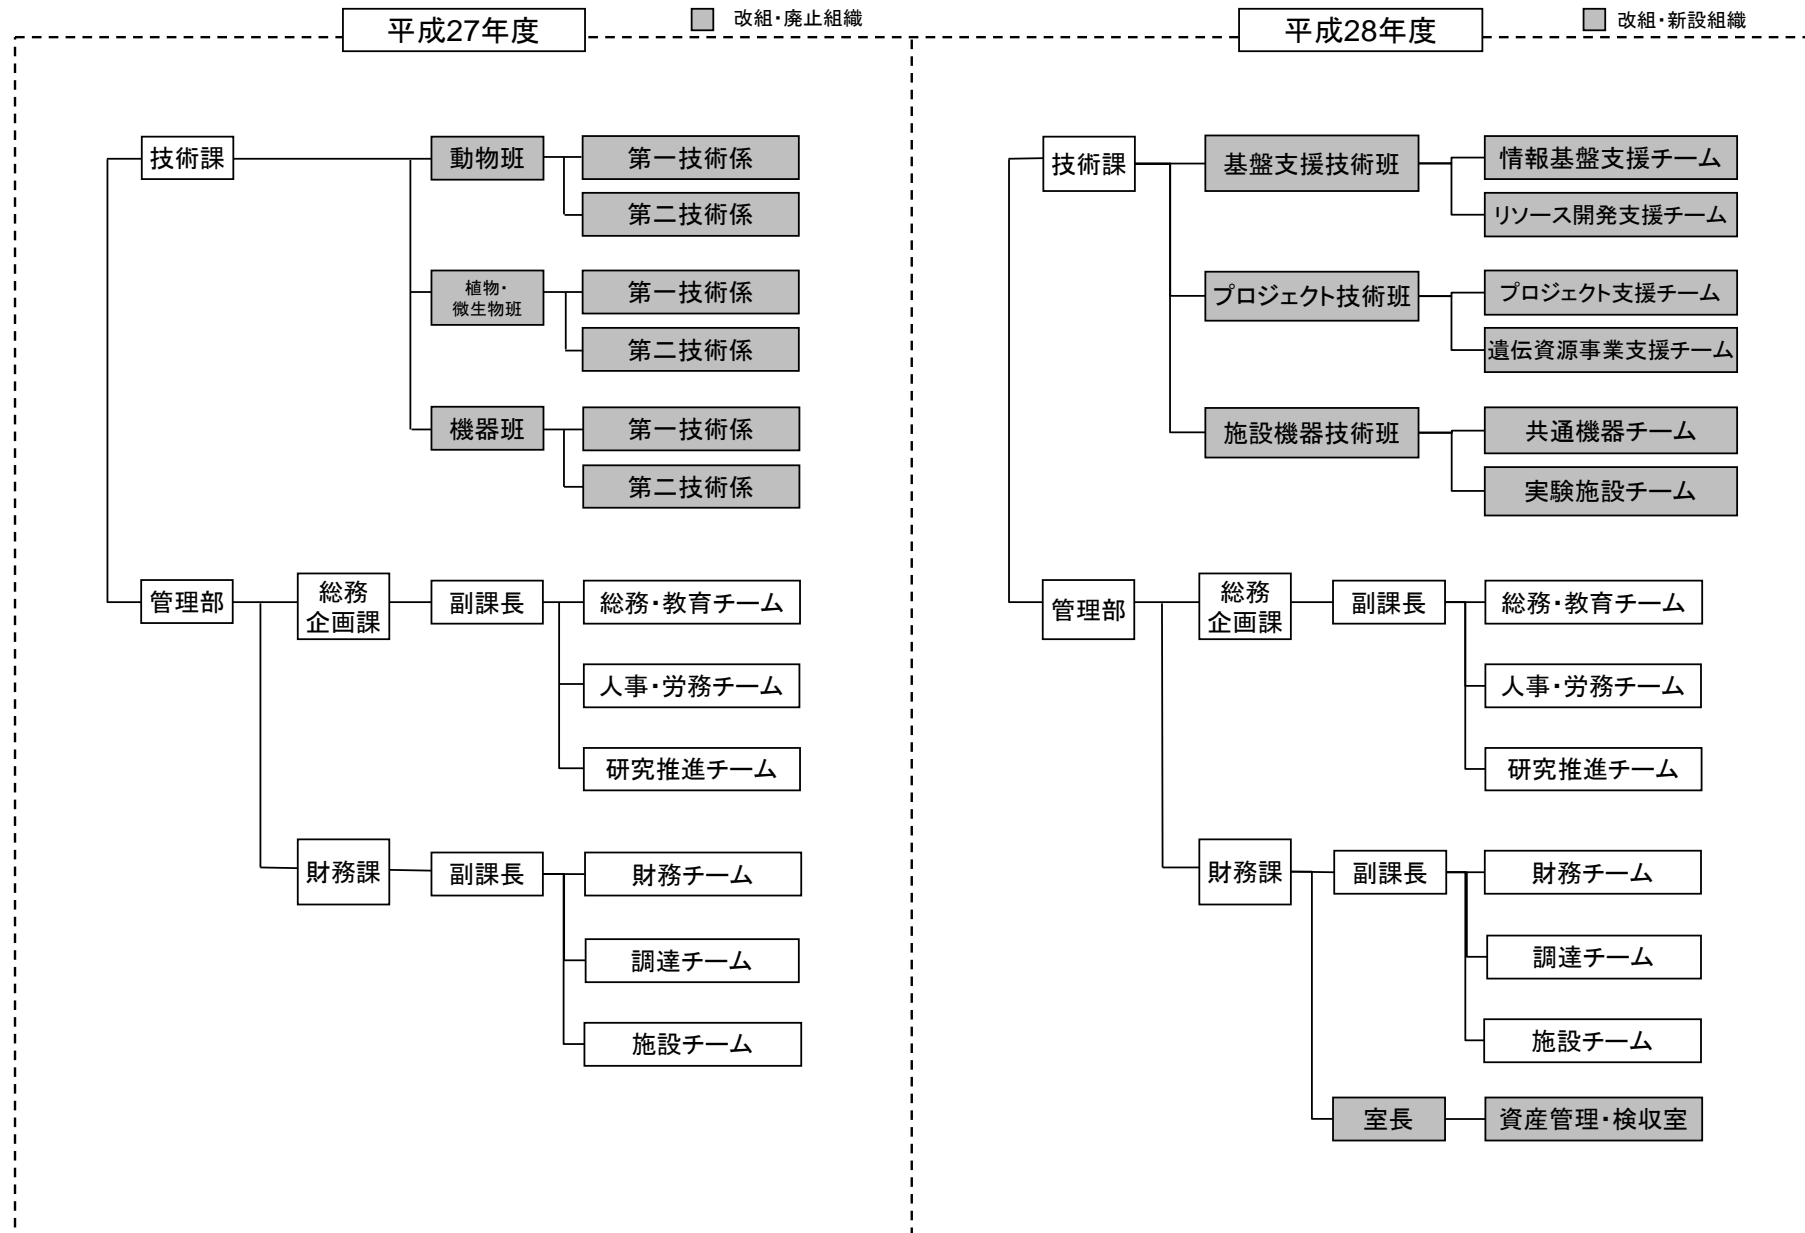 平成27年度
改組・廃止組織
技術課
動物班
第一技術係
第二技術係
植物・
微生物班
第一技術係
第二技術係
機器班
第一技術係
第二技術係
管理部
総務
企画課
副課長
総務・教育チーム
人事・労務チーム
研究推進チーム
財務課
副課長
財務チーム
調達チーム
施設チーム
平成28年度
改組・新設組織
技術課
基盤支援技術班
情報基盤支援チーム
リソース開発支援チーム
プロジェクト技術班
プロジェクト支援チーム
遺伝資源事業支援チーム
施設機器技術班
共通機器チーム
実験施設チーム
管理部
総務
企画課
副課長
総務・教育チーム
人事・労務チーム
研究推進チーム
財務課
副課長
財務チーム
調達チーム
施設チーム
室長
資産管理・検収室